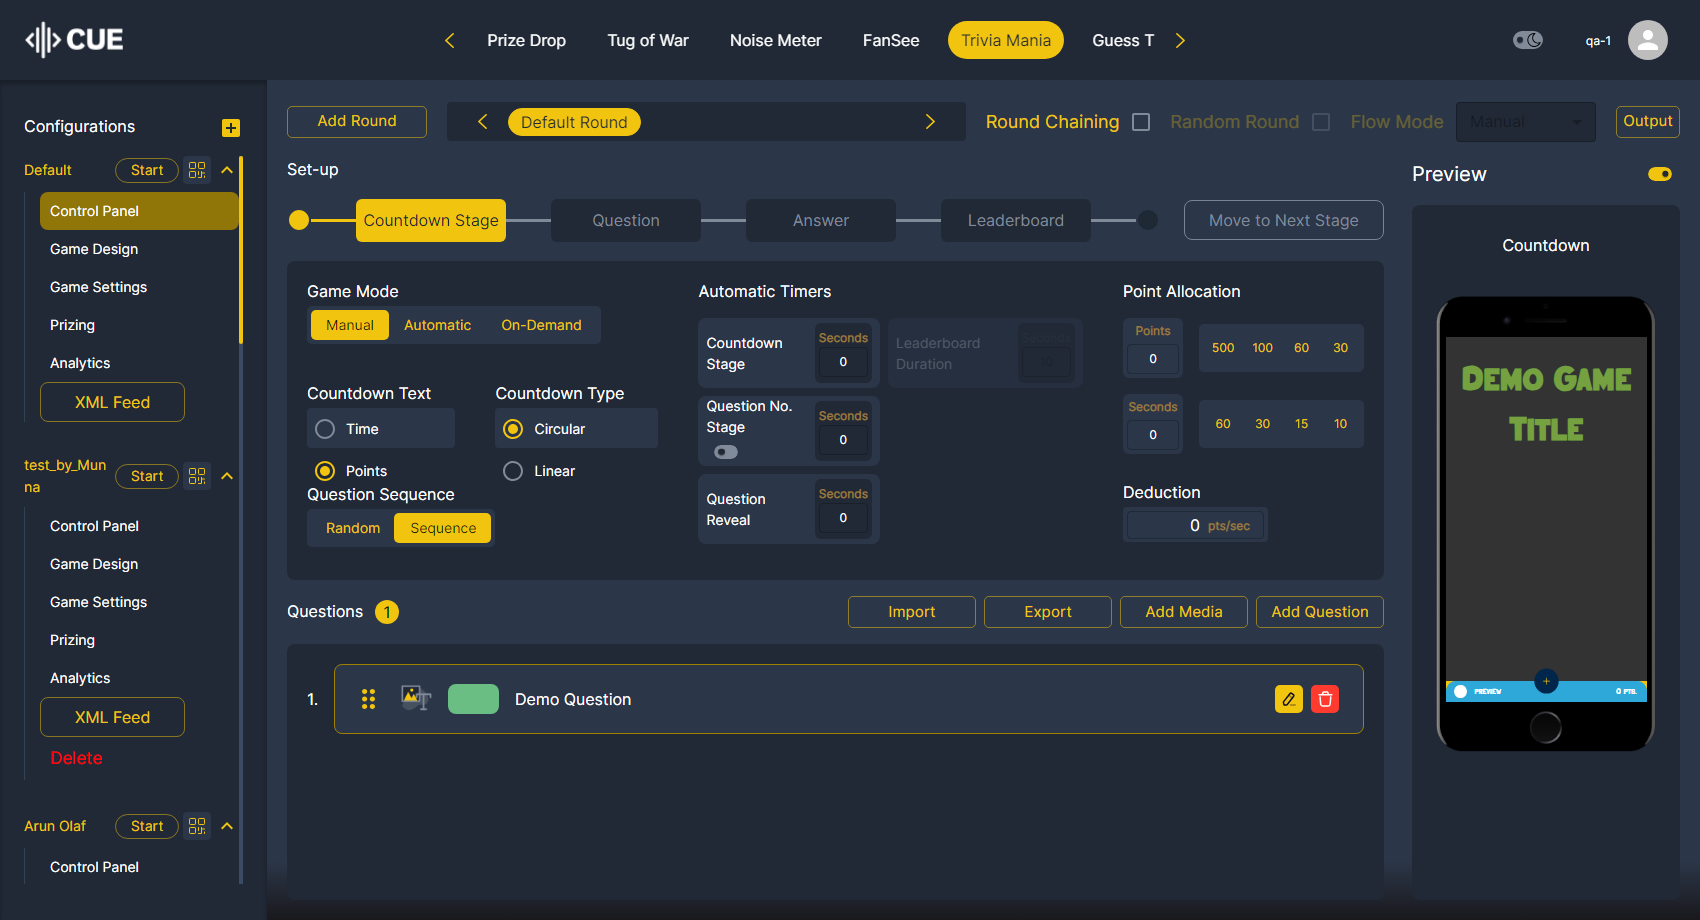 CUE
Prize Drop
Tug of War
Noise Meter
FanSee
Trivia Mania
Guess T
qa-1
Configurations
Default
Start
Control Panel
Game Design
Game Settings
Prizing
Analytics
XML Feed
test_by_Mun
na
Start
Control Panel
Game Design
Game Settings
Prizing
Analytics
XML Feed
Delete
Arun Olaf
Start
Control Panel
Add Round
Default Round
Round Chaining
Random Round
Flow Mode
Manual
Output
Set-up
Countdown Stage
Question
Answer
Leaderboard
Move to Next Stage
Game Mode
Manual
Automatic
On-Demand
Countdown Text
Time
Points
Countdown Type
Circular
Linear
Question Sequence
Random
Sequence
Automatic Timers
Countdown
Stage
Seconds
0
Leaderboard
Duration
Seconds
10
Question No.
Stage
Seconds
0
Question
Reveal
Seconds
0
Point Allocation
Points
0
500 100 60 30
Seconds
0
60 30 15 10
Deduction
0 pts/sec
Questions 1
Import
Export
Add Media
Add Question
1.
T
Demo Question
Preview
Countdown
Demo Game
Title
PREVIEW
+
0 PTS.